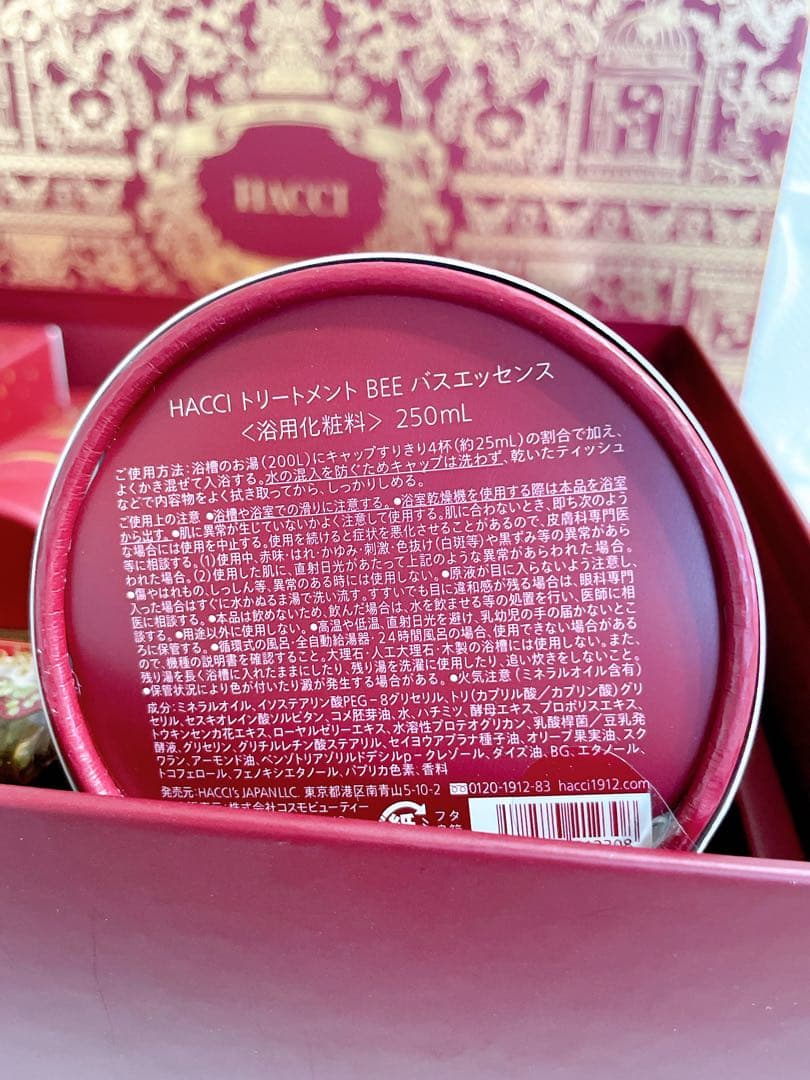 HACCI
HACCI トリートメント BEE バスエッセンス
〈浴用化粧料〉 250mL
ご使用方法：浴槽のお湯(200L)にキャップすりきり4杯(約25mL)の割合で加え、
よくかき混ぜて入浴する。水の混入を防ぐためキャップは洗わず、乾いたティッシュ
などで内容物をよく拭き取ってから、しっかりしめる。
ご使用上の注意 ●浴槽や浴室での滑りに注意する。●浴室乾燥機を使用する際は本品を浴室
から出す。●肌に異常が生じていないかよく注意して使用する。肌に合わないとき、即ち次のよう
な場合には使用を中止する。使用を続けると症状を悪化させることがあるので、皮膚科専門医
等に相談する。(1)使用中、赤味・はれ・かゆみ・刺激・色抜け(白斑等)や黒ずみ等の異常があら
われた場合。(2)使用した肌に、直射日光があたって上記のような異常があらわれた場合。
●傷やはれもの、しっしん等、異常のある時には使用しない。●原液が目に入らないよう注意し、
入った場合はすぐに水かぬるま湯で洗い流す。すすいでも目に違和感が残る場合は、眼科専門
医に相談する。●本品は飲めないため、飲んだ場合は、水を飲ませる等の処置を行い、医師に相
談する。●用途以外に使用しない。●高温や低温、直射日光を避け、乳幼児の手の届かないとこ
ろに保管する。●循環式の風呂・全自動給湯器・24時間風呂の場合、使用できない場合がある
ので、機種の説明書を確認すること。大理石・人工大理石・木製の浴槽には使用しない。また、
残り湯を長く浴槽に入れたままにしたり、残り湯を洗濯に使用したり、追い炊きをしないこと。
●保管状況により色が付いたり澱が発生する場合がある。 ●火気注意(ミネラルオイル含有)
成分：ミネラルオイル、イソステアリン酸PEG-8グリセリル、トリ(カプリル酸／カプリン酸)グリ
セリル、セスキオレイン酸ソルビタン、コメ胚芽油、水、ハチミツ、酵母エキス、プロポリスエキス、
トウキンセンカ花エキス、ローヤルゼリーエキス、水溶性プロテオグリカン、乳酸桿菌／豆乳発
酵液、グリセリン、グリチルレチン酸ステアリル、セイヨウアブラナ種子油、オリーブ果実油、スク
ワラン、アーモンド油、ベンゾトリアゾリルドデシルp-クレゾール、ダイズ油、BG、エタノール、
トコフェロール、フェノキシエタノール、パプリカ色素、香料
発売元：HACCI's JAPAN LLC. 東京都港区南青山5-10-2 0120-1912-83 hacci1912.com
株式会社コスモビューティー